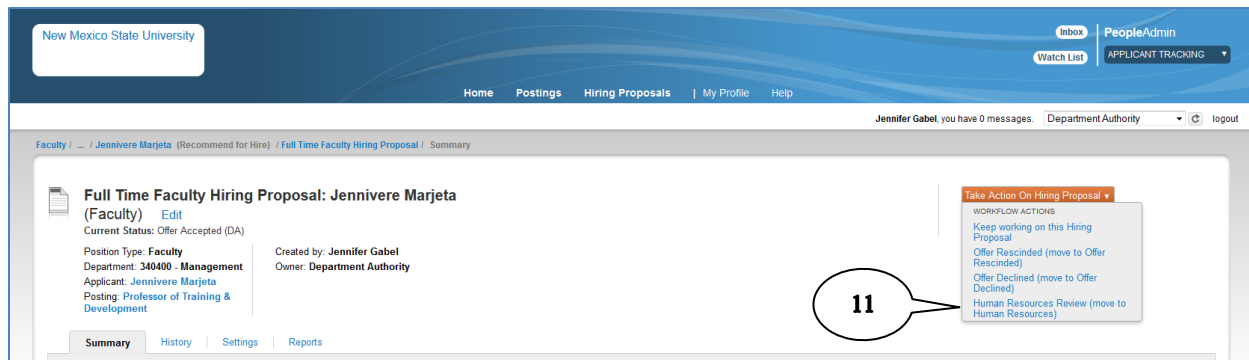 New Mexico State University
Inbox
PeopleAdmin
Watch List
APPLICANT TRACKING
Home Postings Hiring Proposals | My Profile Help
Jennifer Gabel, you have 0 messages. Department Authority logout
Faculty / ... / Jennivere Marjeta (Recommend for Hire) / Full Time Faculty Hiring Proposal / Summary
Full Time Faculty Hiring Proposal: Jennivere Marjeta
(Faculty) Edit
Current Status: Offer Accepted (DA)
Position Type: Faculty
Department: 340400 - Management
Applicant: Jennivere Marjeta
Posting: Professor of Training &
Development
Created by: Jennifer Gabel
Owner: Department Authority
Take Action On Hiring Proposal
WORKFLOW ACTIONS
Keep working on this Hiring
Proposal
Offer Rescinded (move to Offer
Rescinded)
Offer Declined (move to Offer
Declined)
Human Resources Review (move to
Human Resources)
11
Summary History Settings Reports